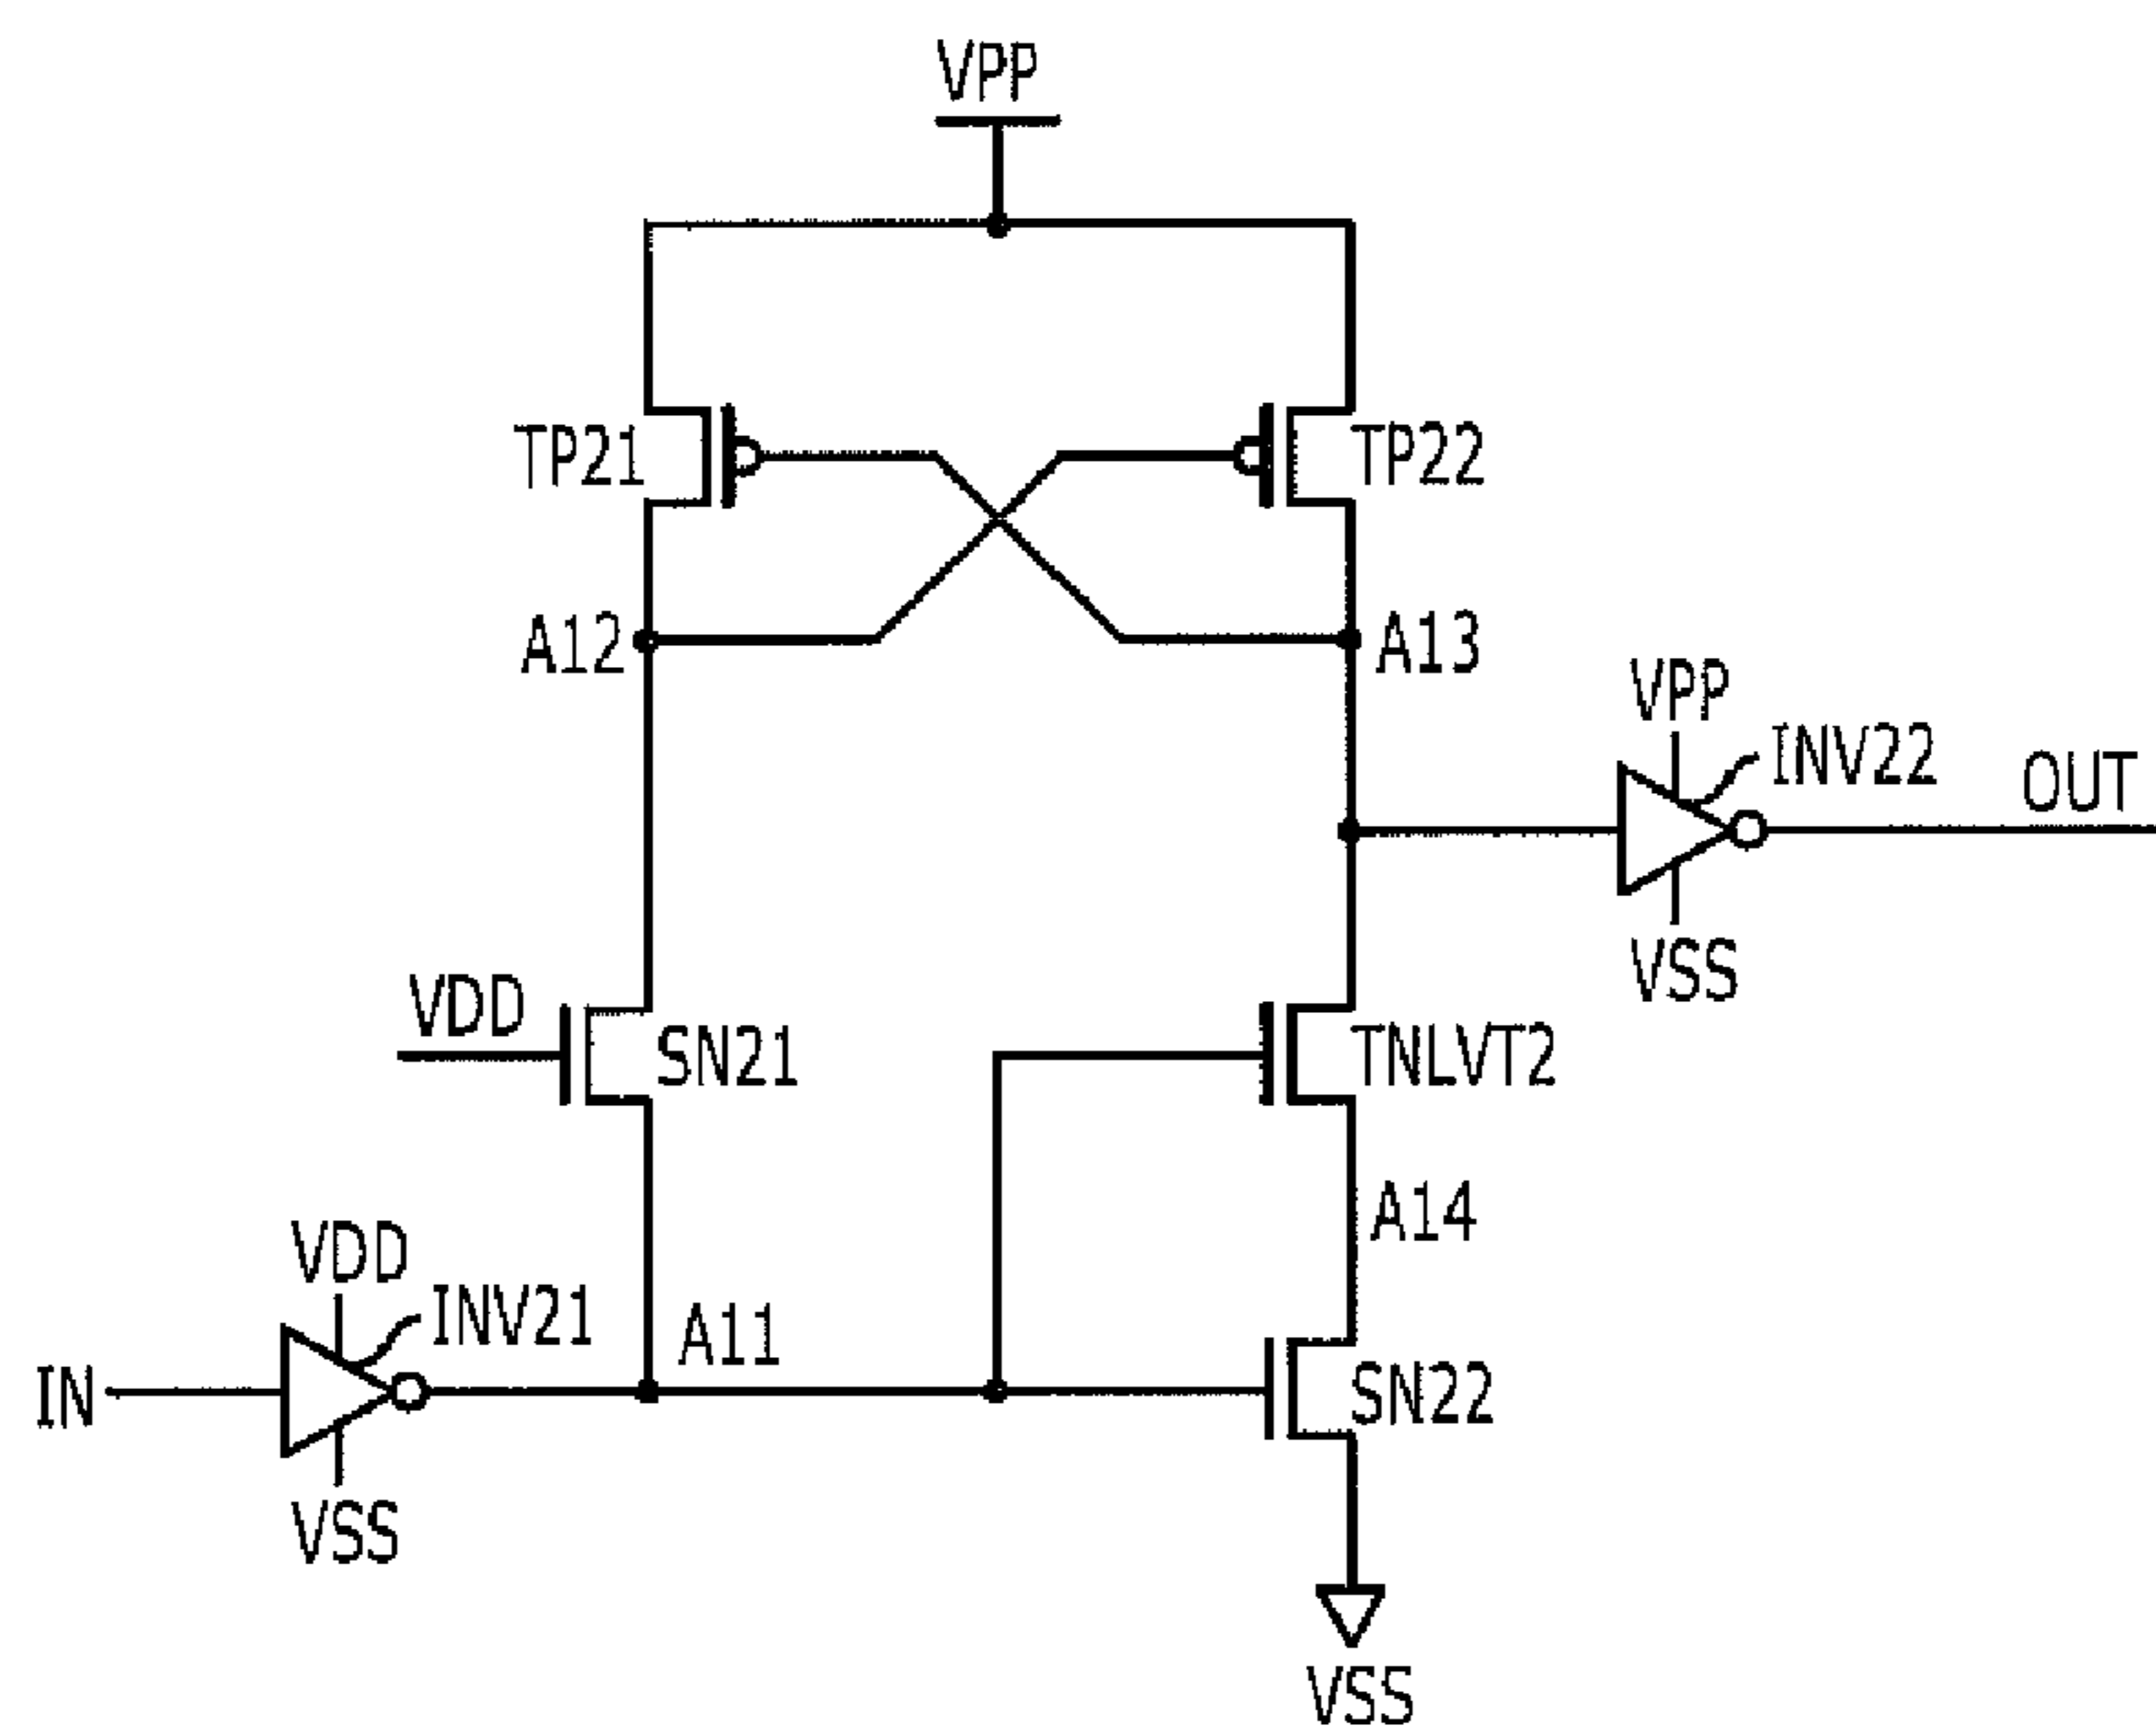 VPP
TP21
TP22
A12
A13
VPP
INV22
OUT
VSS
VDD
SN21
TNLVT2
A14
VDD
INV21
A11
IN
SN22
VSS
VSS